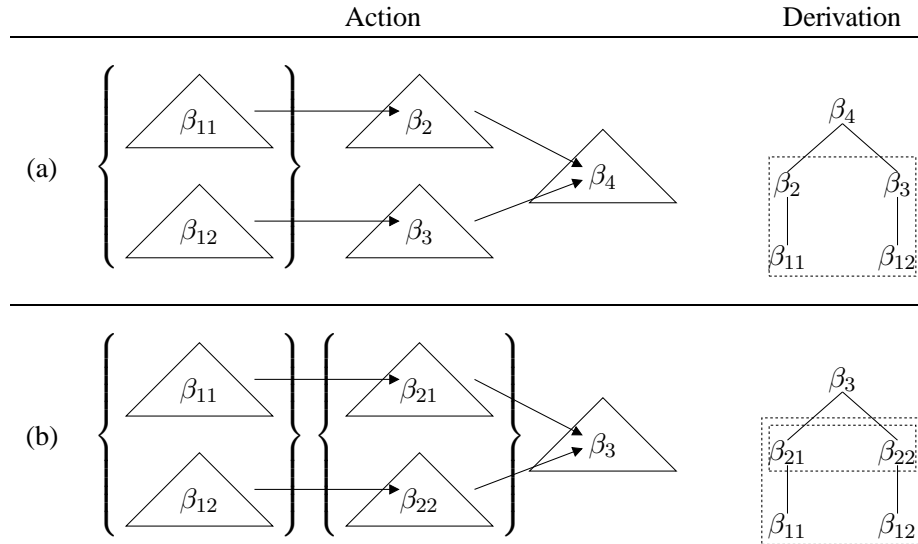 Action Derivation
(a)
{ β₁₁ } β₂ β₄
{ β₁₂ } β₃
β₄
β₂ β₃
β₁₁ β₁₂
(b)
{ β₁₁ } { β₂₁ } β₃
{ β₁₂ } { β₂₂ }
β₃
β₂₁ β₂₂
β₁₁ β₁₂